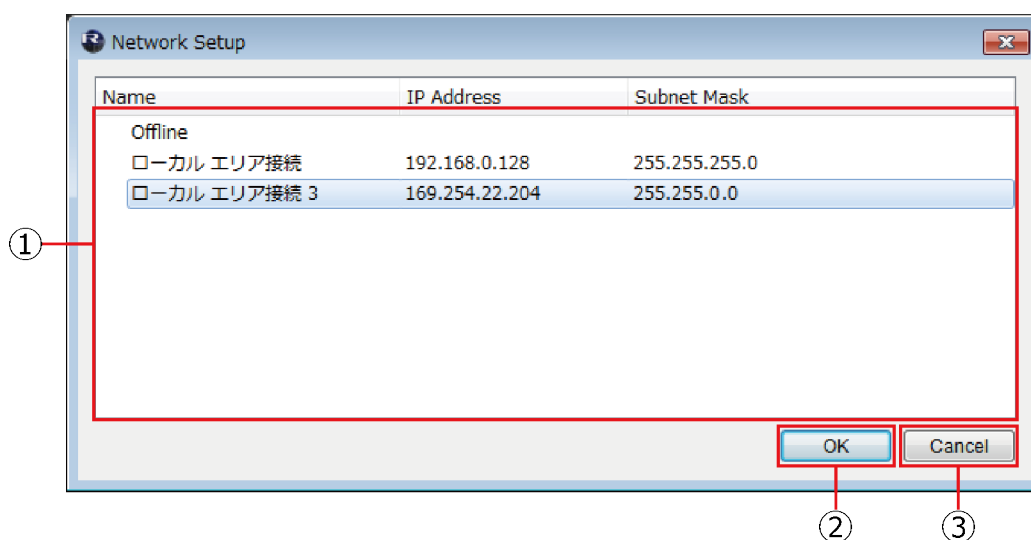 Network Setup
Name IP Address Subnet Mask
Offline
ローカル エリア接続 192.168.0.128 255.255.255.0
ローカル エリア接続 3 169.254.22.204 255.255.0.0
①
OK Cancel
② ③